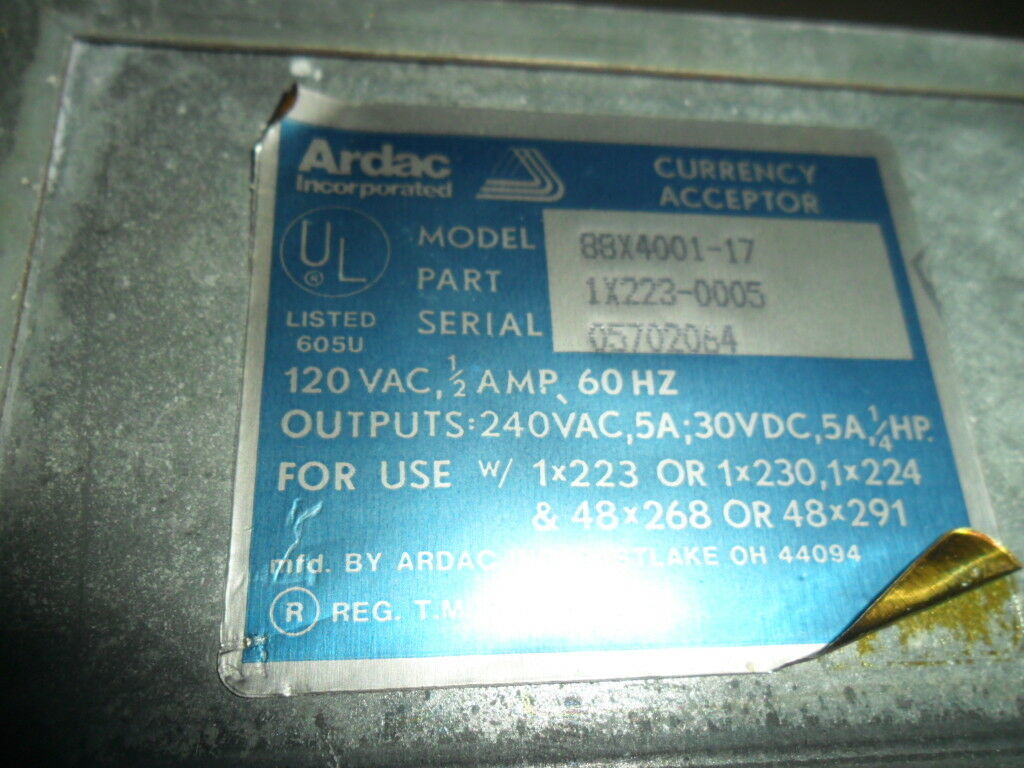 Ardac
Incorporated
CURRENCY
ACCEPTOR
UL
LISTED
605U
MODEL 88X4001-17
PART 1X223-0005
SERIAL 05702064
120 VAC, 1/2 AMP, 60 HZ
OUTPUTS: 240VAC, 5A; 30VDC, 5A, 1/4 HP.
FOR USE W/ 1x223 OR 1x230, 1x224
& 48x268 OR 48x291
mfd. BY ARDAC OH 44094
® REG. T.M.